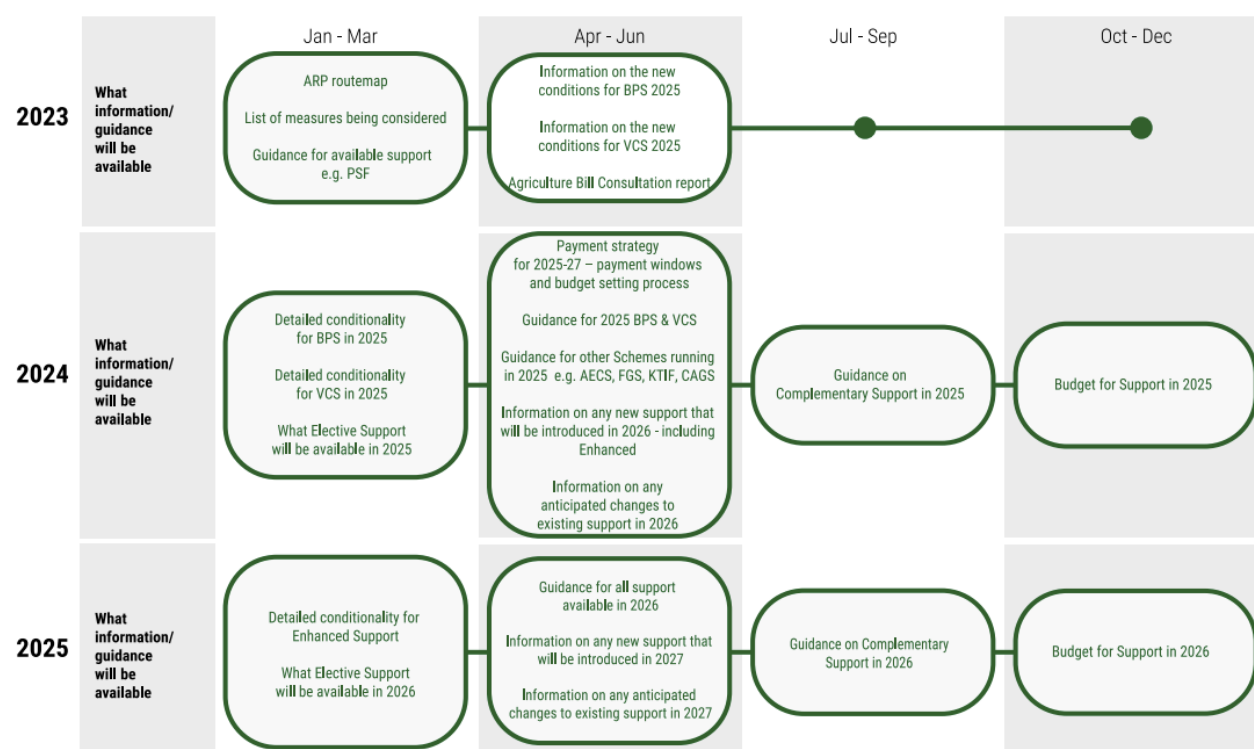 Jan - Mar
Apr - Jun
Jul - Sep
Oct - Dec
2023
What
information/
guidance
will be
available
ARP routemap
List of measures being considered
Guidance for available support
e.g. PSF
Information on the new
conditions for BPS 2025
Information on the new
conditions for VCS 2025
Agriculture Bill Consultation report
2024
What
information/
guidance
will be
available
Detailed conditionality
for BPS in 2025
Detailed conditionality
for VCS in 2025
What Elective Support
will be available in 2025
Payment strategy
for 2025-27 – payment windows
and budget setting process
Guidance for 2025 BPS & VCS
Guidance for other Schemes running
in 2025 e.g. AECS, FGS, KTIF, CAGS
Information on any new support that
will be introduced in 2026 - including
Enhanced
Information on any
anticipated changes to
existing support in 2026
Guidance on
Complementary Support in 2025
Budget for Support in 2025
2025
What
information/
guidance
will be
available
Detailed conditionality for
Enhanced Support
What Elective Support
will be available in 2026
Guidance for all support
available in 2026
Information on any new support that
will be introduced in 2027
Information on any anticipated
changes to existing support in 2027
Guidance on Complementary
Support in 2026
Budget for Support in 2026